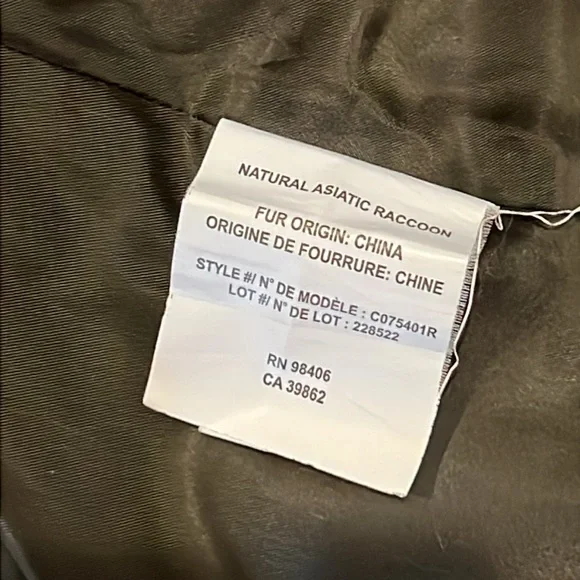 NATURAL ASIATIC RACCOON
FUR ORIGIN: CHINA
ORIGINE DE FOURRURE: CHINE
STYLE #/ N° DE MODÈLE : C075401R
LOT #/ N° DE LOT : 228522
RN 98406
CA 39862